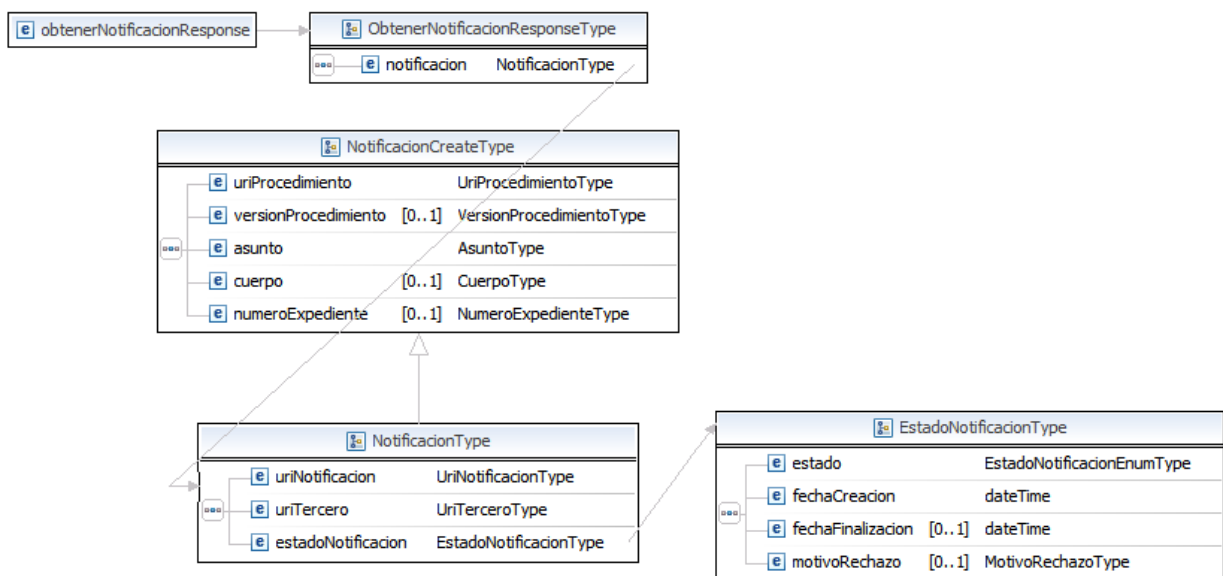 e obtenerNotificacionResponse
ObtenerNotificacionResponseType
e notificacion NotificacionType
NotificacionCreateType
e uriProcedimiento UriProcedimientoType
e versionProcedimiento [0..1] VersionProcedimientoType
e asunto AsuntoType
e cuerpo [0..1] CuerpoType
e numeroExpediente [0..1] NumeroExpedienteType
NotificacionType
e uriNotificacion UriNotificacionType
e uriTercero UriTerceroType
e estadoNotificacion EstadoNotificacionType
EstadoNotificacionType
e estado EstadoNotificacionEnumType
e fechaCreacion dateTime
e fechaFinalizacion [0..1] dateTime
e motivoRechazo [0..1] MotivoRechazoType